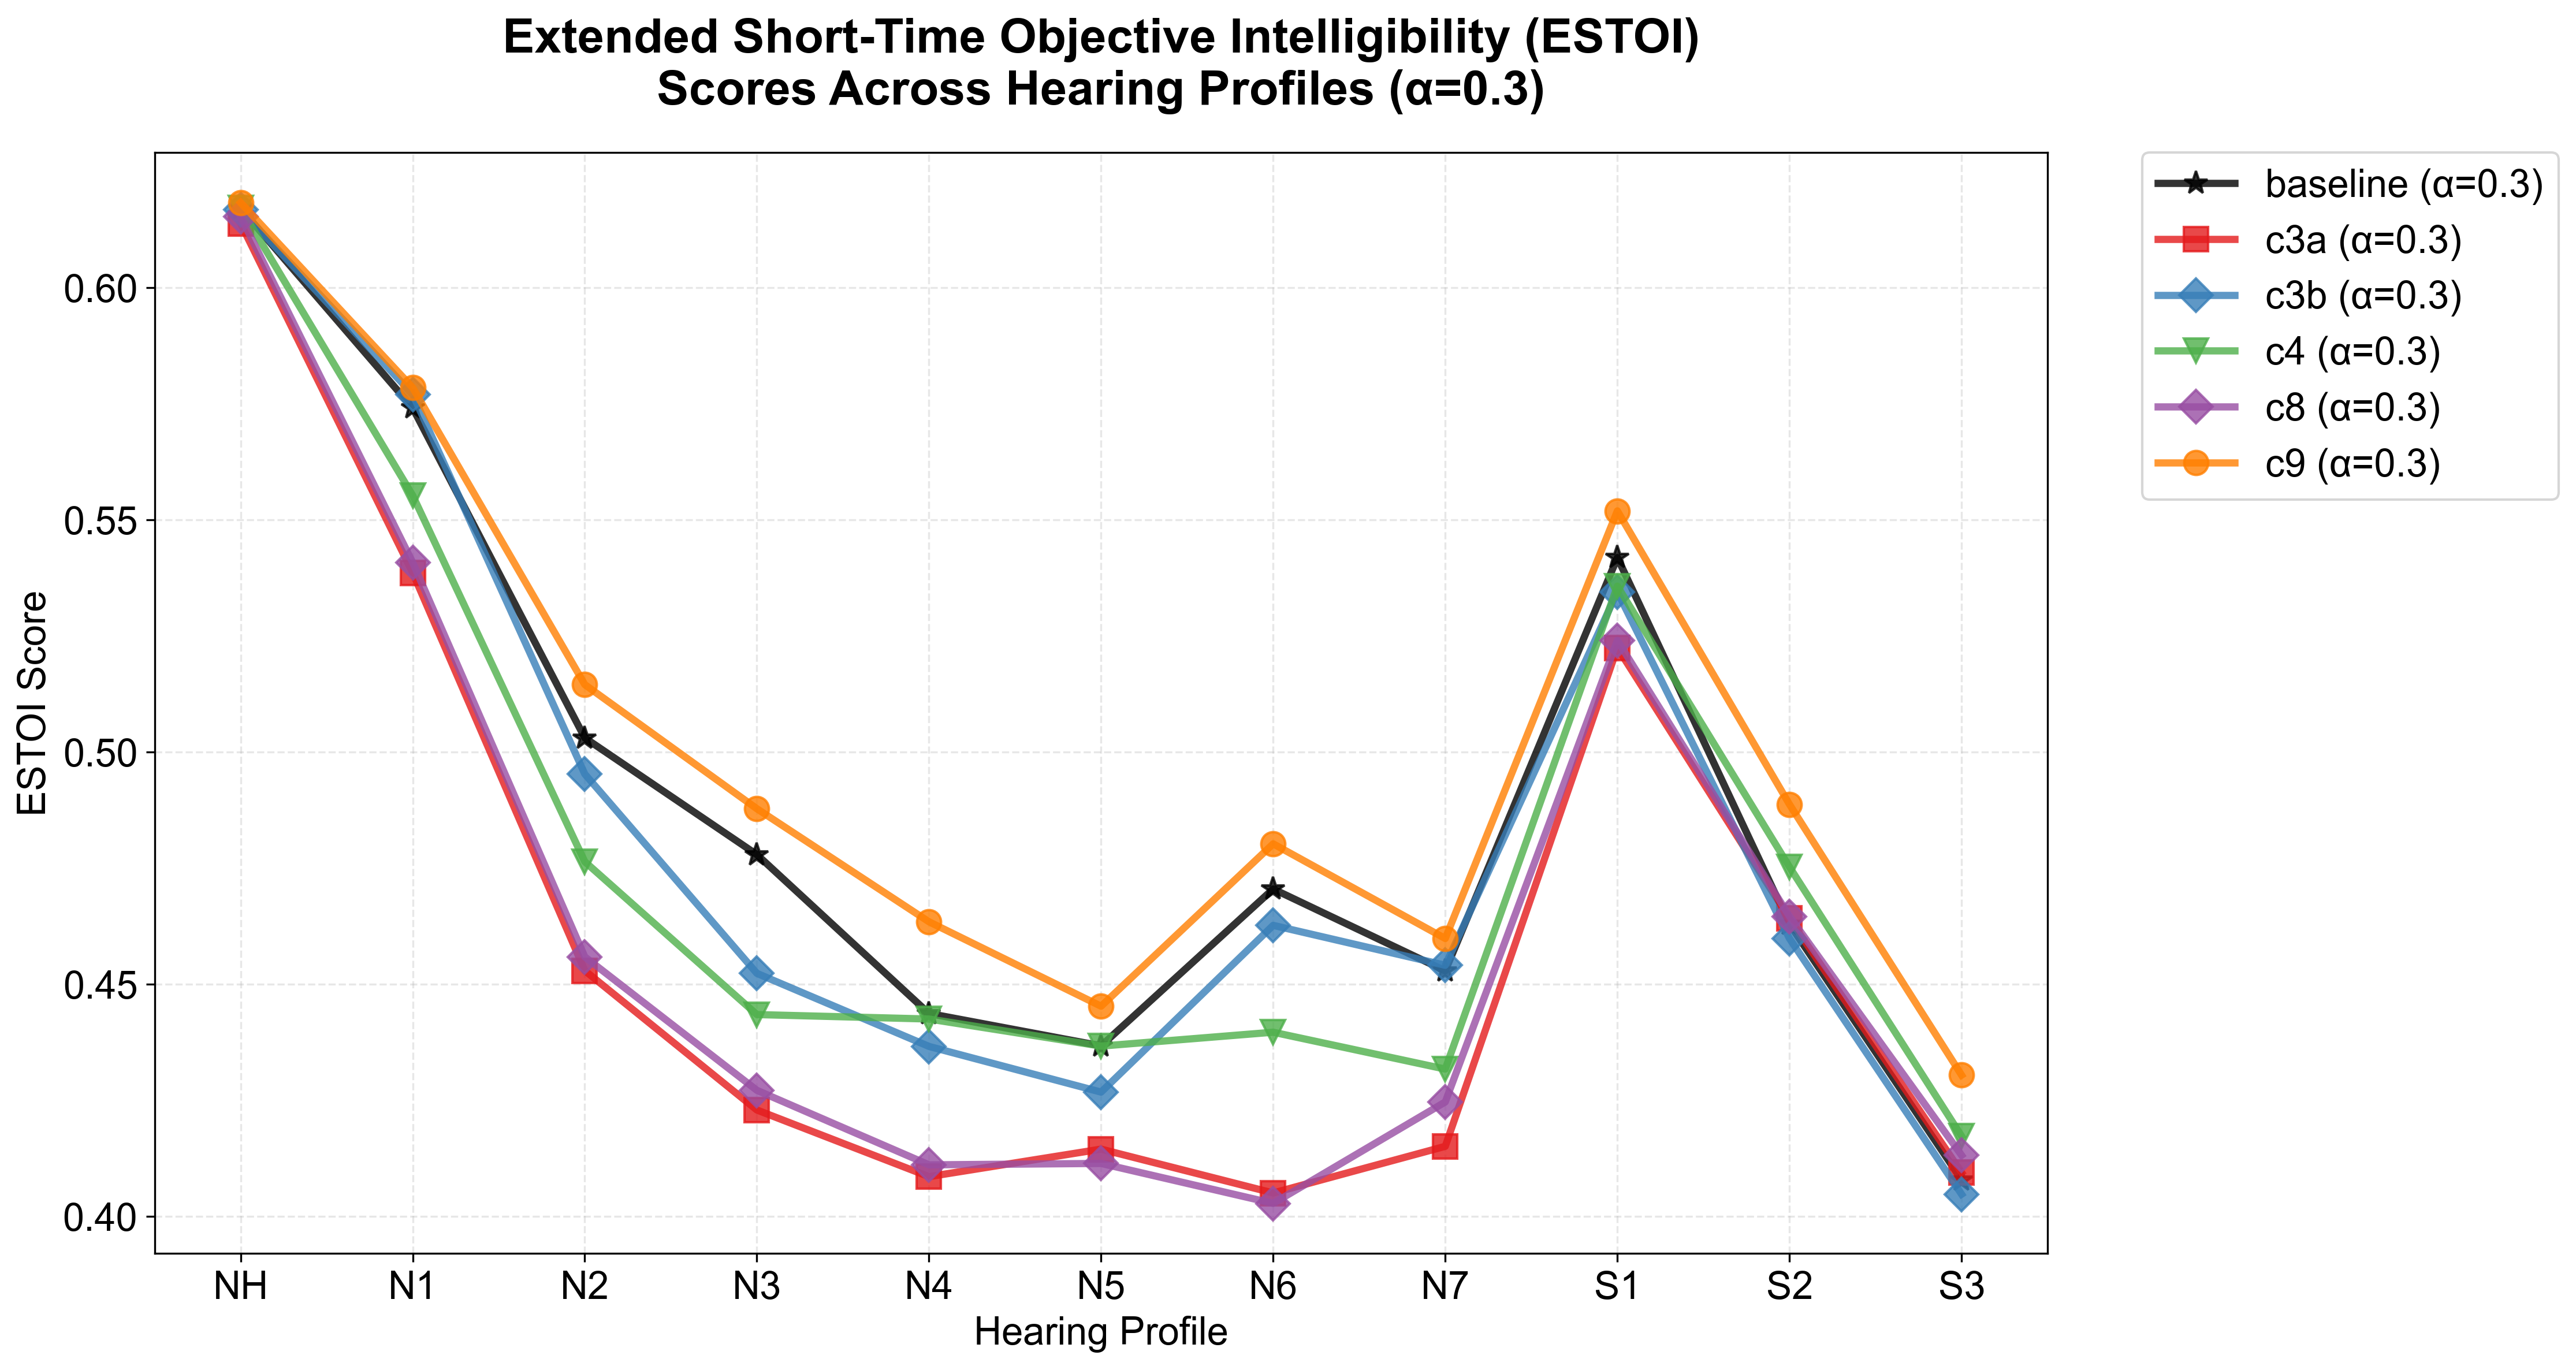 Extended Short-Time Objective Intelligibility (ESTOI)
Scores Across Hearing Profiles (α=0.3)
baseline (α=0.3)
c3a (α=0.3)
c3b (α=0.3)
c4 (α=0.3)
c8 (α=0.3)
c9 (α=0.3)
ESTOI Score
0.60
0.55
0.50
0.45
0.40
NH N1 N2 N3 N4 N5 N6 N7 S1 S2 S3
Hearing Profile